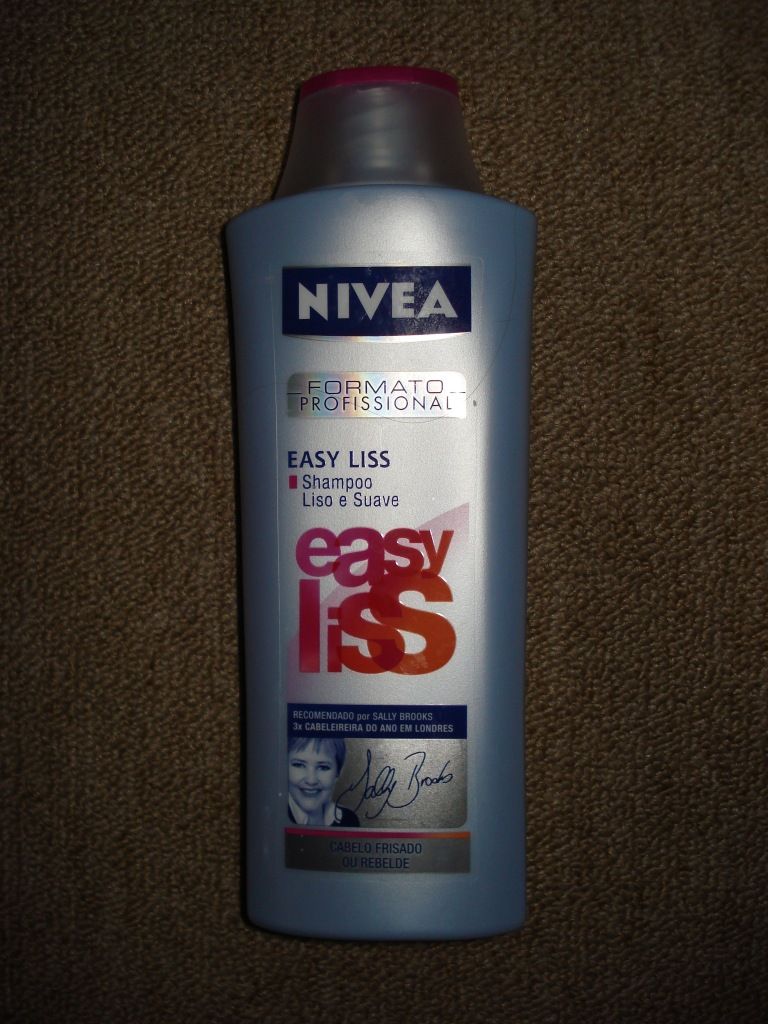 NIVEA
FORMATO
PROFISSIONAL
EASY LISS
Shampoo
Liso e Suave
easy
liss
RECOMENDADO por SALLY BROOKS
3x CABELEIREIRA DO ANO EM LONDRES
Sally Brooks
CABELO FRISADO
OU REBELDE